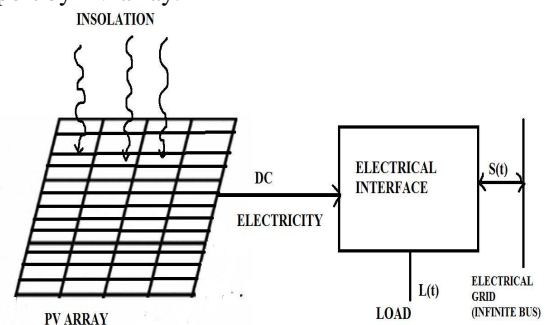 INSOLATION
DC
ELECTRICITY
ELECTRICAL
INTERFACE
S(t)
L(t)
LOAD
ELECTRICAL
GRID
(INFINITE BUS)
PV ARRAY